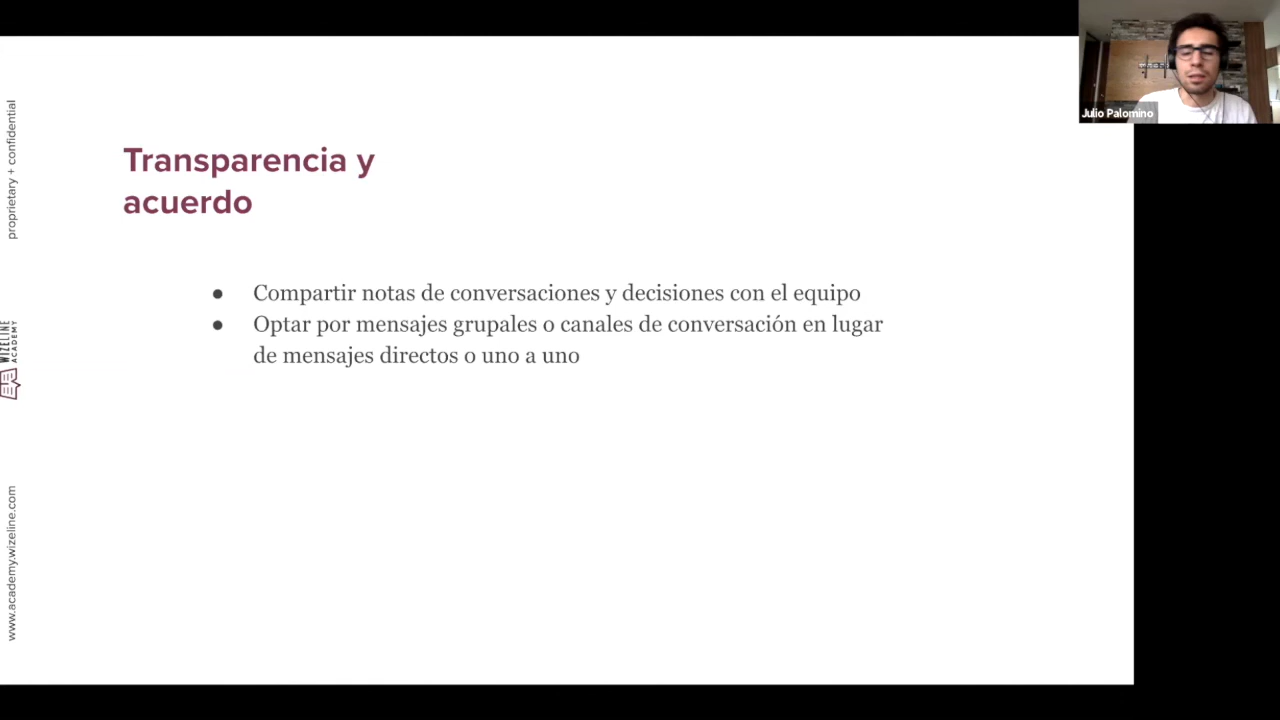 Julio Palomino
proprietary + confidential
Transparencia y
acuerdo
● Compartir notas de conversaciones y decisiones con el equipo
● Optar por mensajes grupales o canales de conversación en lugar
de mensajes directos o uno a uno
WIZELINE
ACADEMY
www.academy.wizeline.com